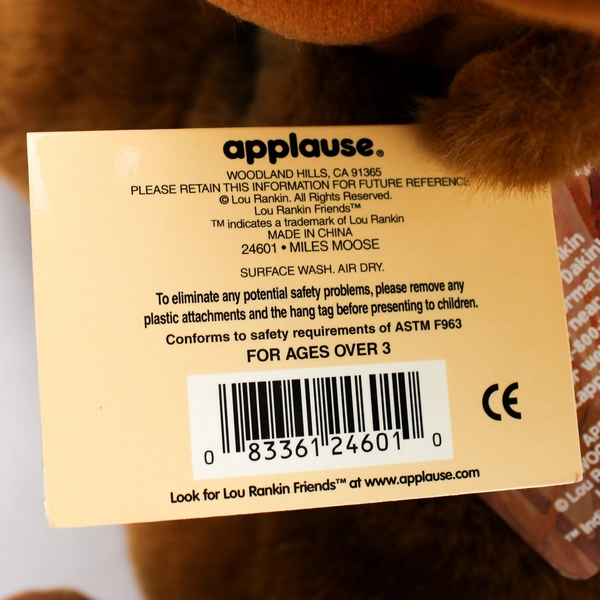 applause®
WOODLAND HILLS, CA 91365
PLEASE RETAIN THIS INFORMATION FOR FUTURE REFERENCE
© Lou Rankin. All Rights Reserved.
Lou Rankin Friends™
™ indicates a trademark of Lou Rankin
MADE IN CHINA
24601 • MILES MOOSE
SURFACE WASH. AIR DRY.
To eliminate any potential safety problems, please remove any
plastic attachments and the hang tag before presenting to children.
Conforms to safety requirements of ASTM F963
FOR AGES OVER 3
CE
0 83361 24601 0
Look for Lou Rankin Friends™ at www.applause.com
Dakin
near
© Lou